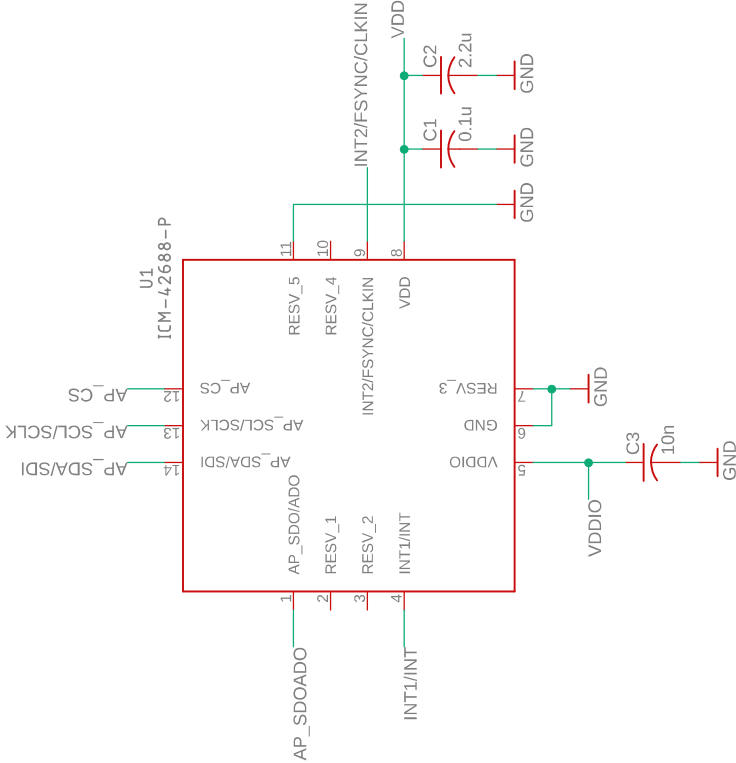 INT2/FSYNC/CLKIN
VDD
C2
2.2u
GND
C1
0.1u
GND
GND
U1
ICM-42688-P
11
10
9
8
RESV_5
RESV_4
INT2/FSYNC/CLKIN
VDD
AP_CS
12
AP_CS
RESV_3
7
GND
AP_SCL/SCLK
13
AP_SCL/SCLK
GND
6
AP_SDA/SDI
14
AP_SDA/SDI
VDDIO
5
C3
10n
GND
VDDIO
AP_SDO/ADO
RESV_1
RESV_2
INT1/INT
1
2
3
4
AP_SDOADO
INT1/INT